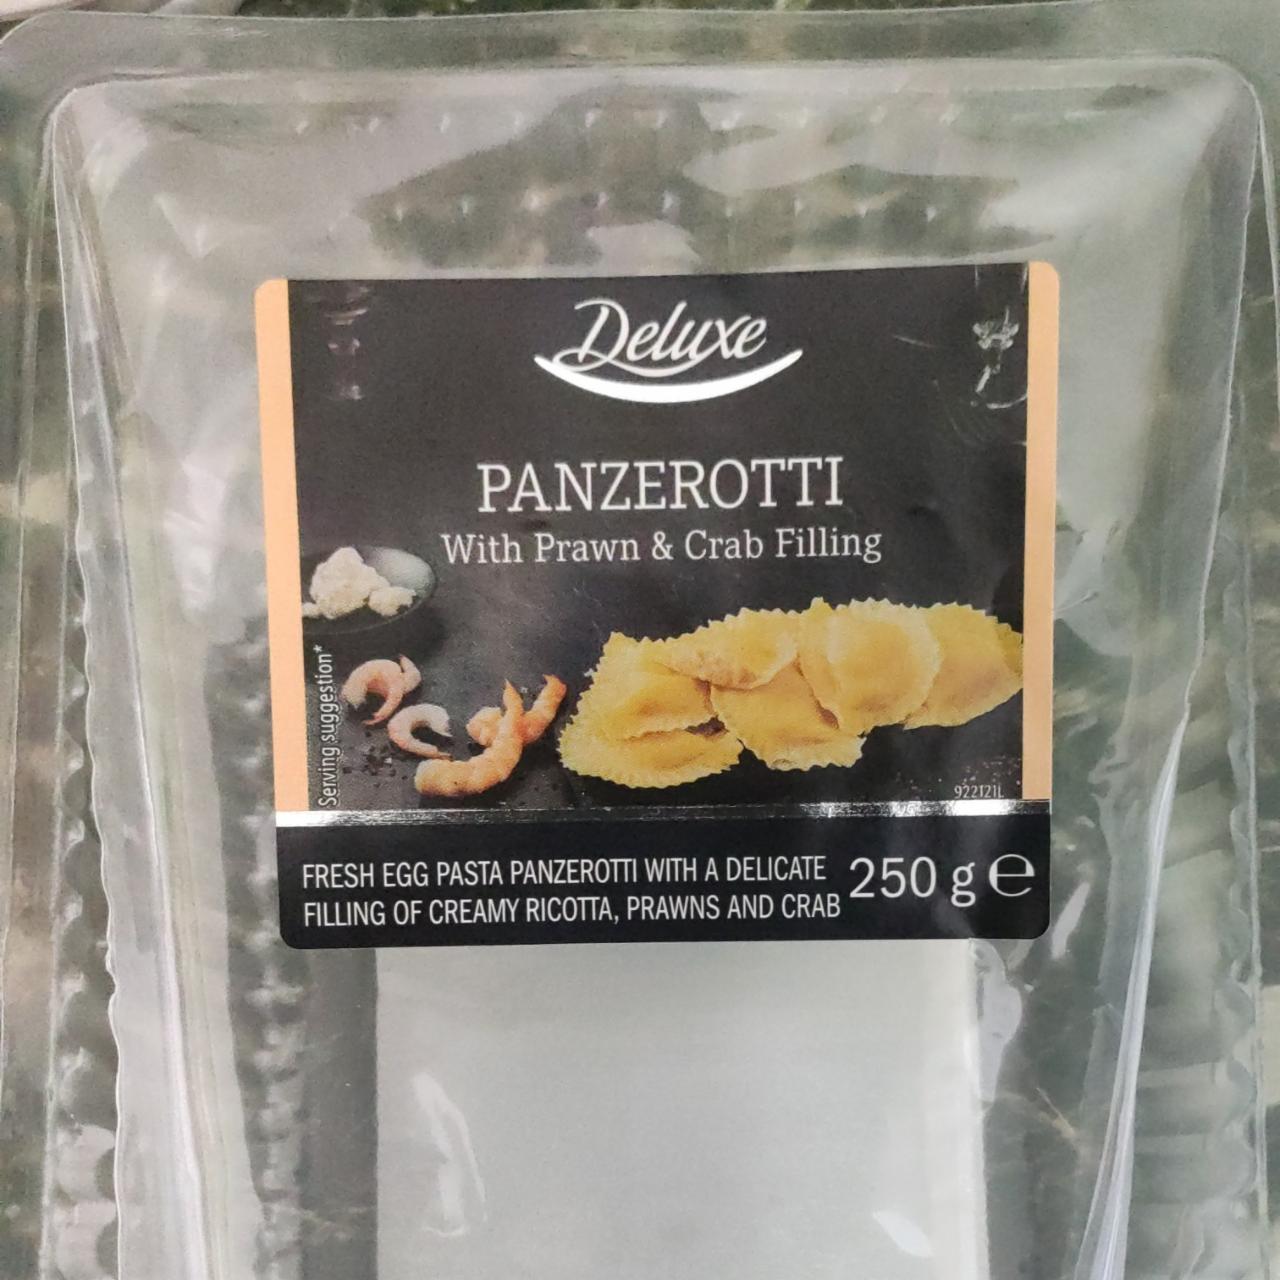 Deluxe
PANZEROTTI
With Prawn & Crab Filling
Serving suggestion*
922121L
FRESH EGG PASTA PANZEROTTI WITH A DELICATE
FILLING OF CREAMY RICOTTA, PRAWNS AND CRAB
250 g ℮